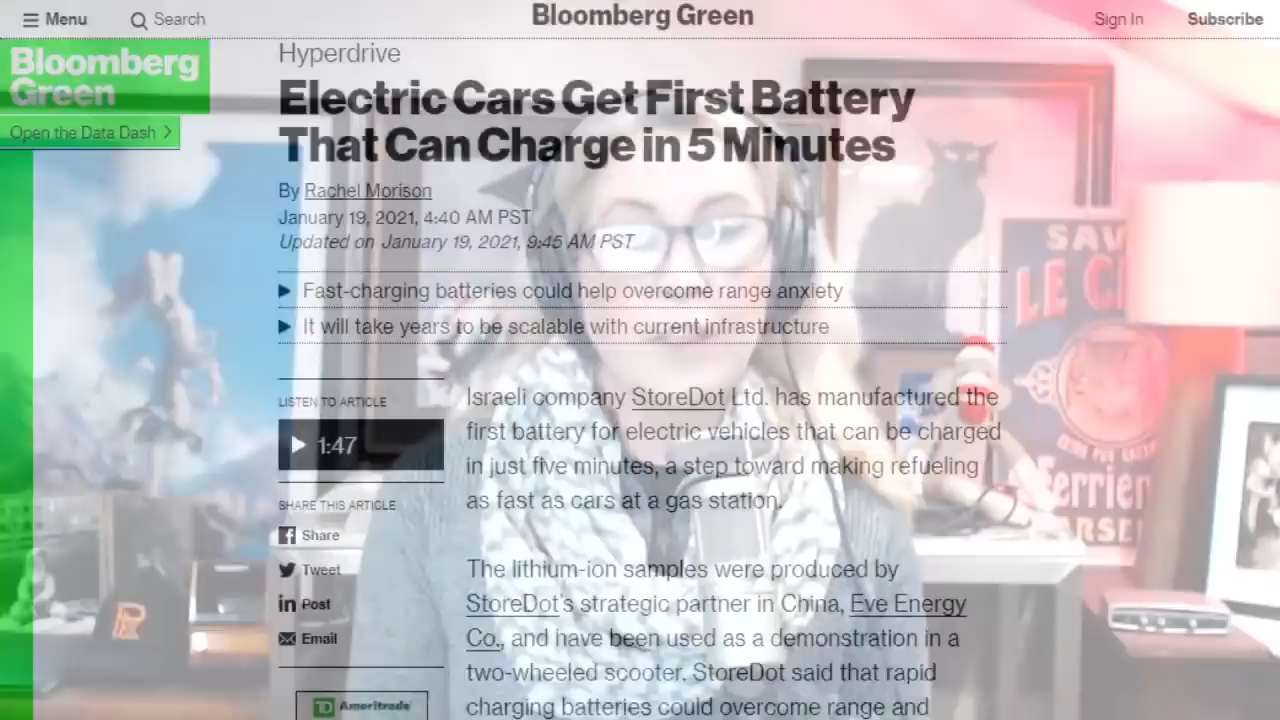 Menu
Search
Bloomberg Green
Sign In
Subscribe
Bloomberg
Green
Open the Data Dash
Hyperdrive
Electric Cars Get First Battery
That Can Charge in 5 Minutes
By Rachel Morison
January 19, 2021, 4:40 AM PST
Updated on January 19, 2021, 9:45 AM PST
Fast-charging batteries could help overcome range anxiety
It will take years to be scalable with current infrastructure
LISTEN TO ARTICLE
1:47
SHARE THIS ARTICLE
Share
Tweet
Post
Email
TD Ameritrade
Israeli company StoreDot Ltd. has manufactured the
first battery for electric vehicles that can be charged
in just five minutes, a step toward making refueling
as fast as cars at a gas station.
The lithium-ion samples were produced by
StoreDot's strategic partner in China, Eve Energy
Co., and have been used as a demonstration in a
two-wheeled scooter. StoreDot said that rapid
charging batteries could overcome range and
SAV
LE C
Perrier
R